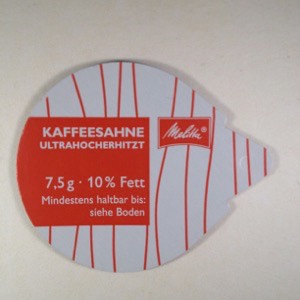 KAFFEESAHNE
ULTRAHOCHERHITZT
Melitta®
7,5 g · 10 % Fett
Mindestens haltbar bis:
siehe Boden